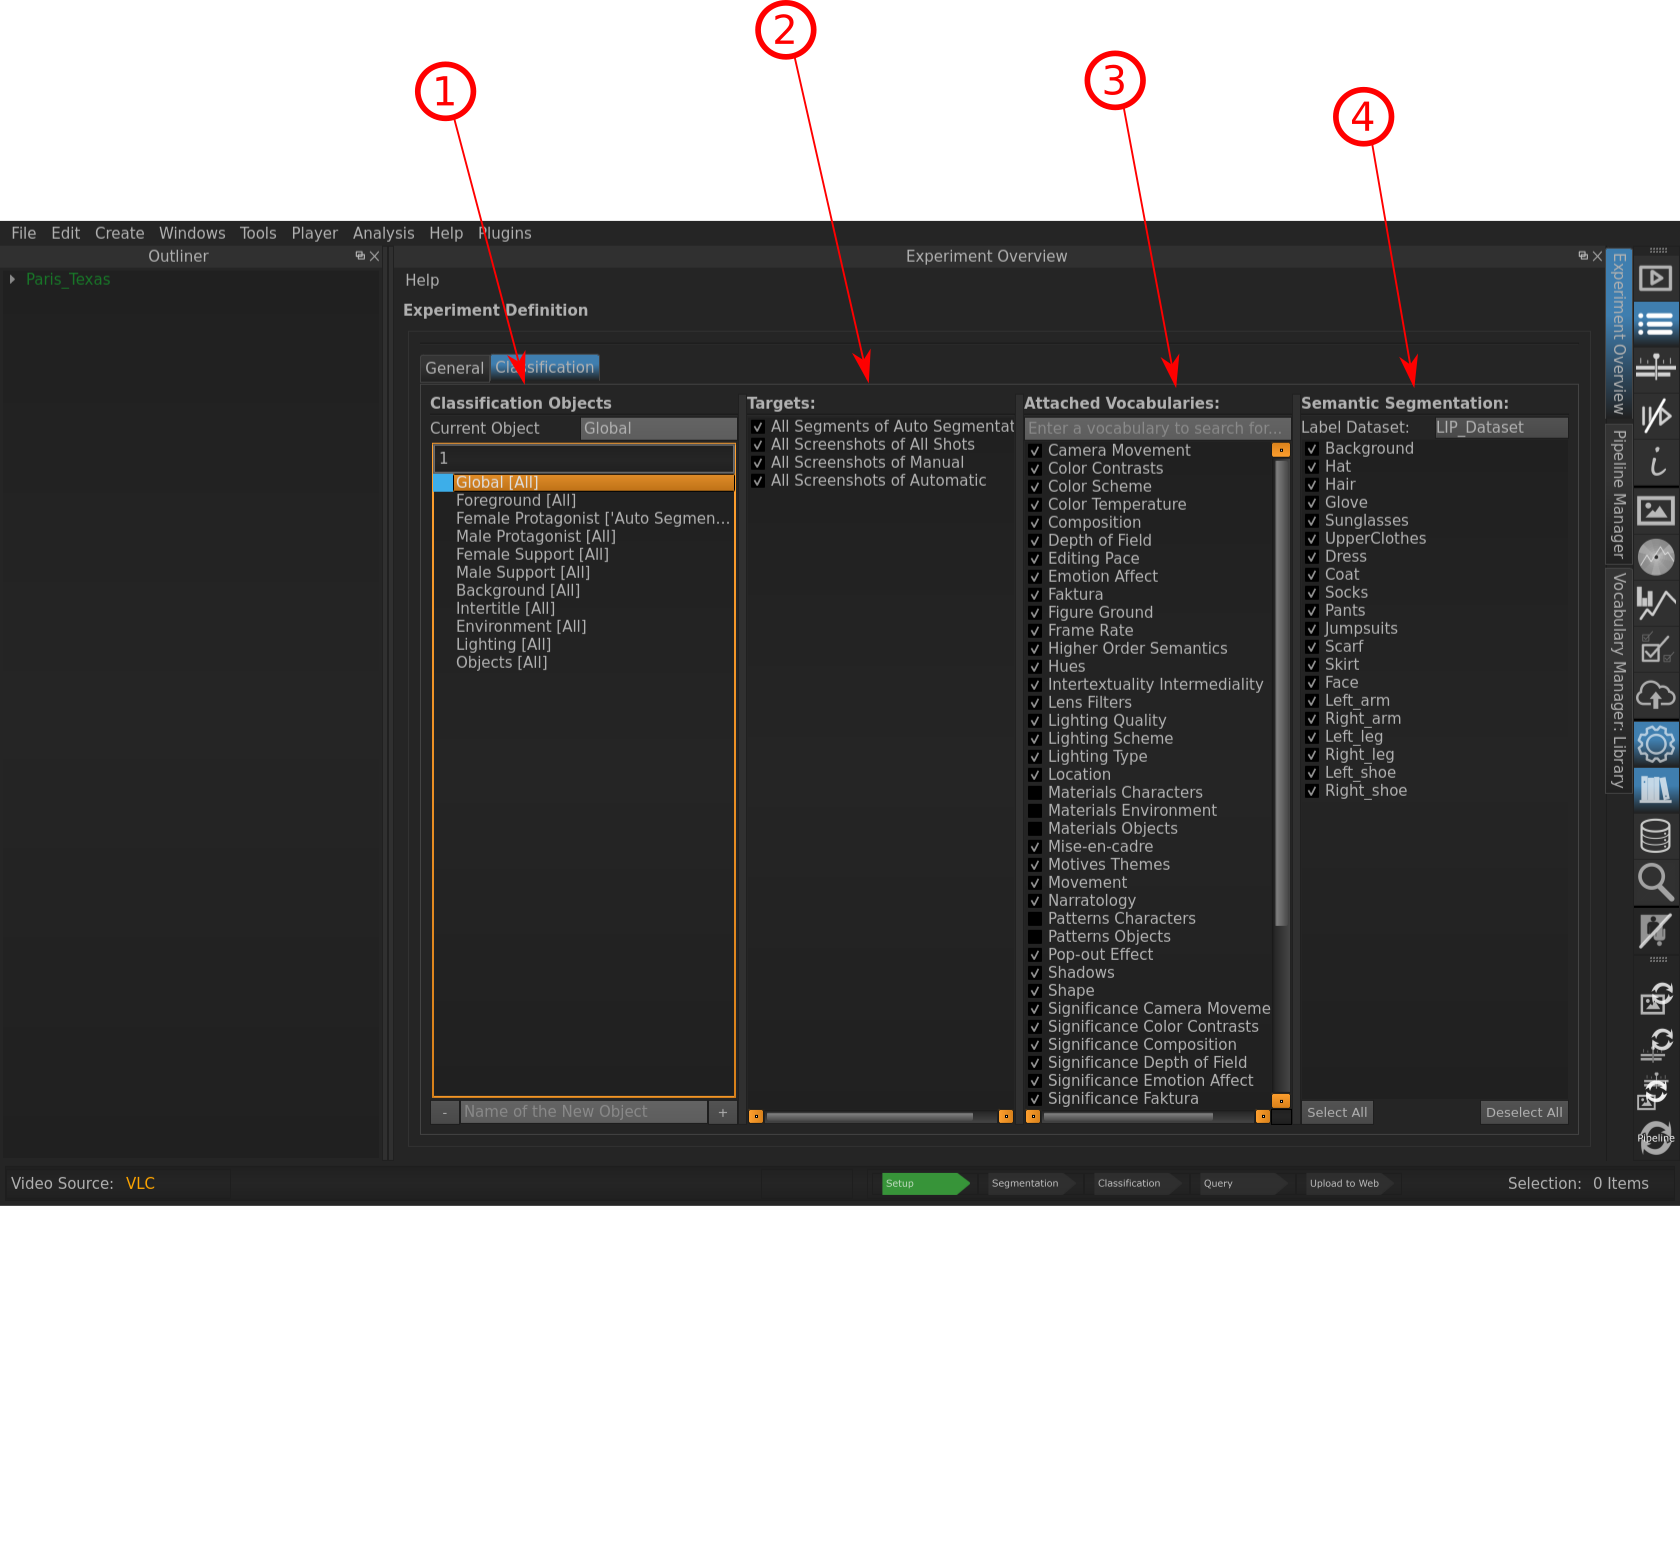 1
2
3
4
File Edit Create Windows Tools Player Analysis Help Plugins
Outliner
Experiment Overview
Paris_Texas
Help
Experiment Definition
General Classification
Classification Objects
Current Object Global
1
Global [All]
Foreground [All]
Female Protagonist ['Auto Segmen...
Male Protagonist [All]
Female Support [All]
Male Support [All]
Background [All]
Intertitle [All]
Environment [All]
Lighting [All]
Objects [All]
- Name of the New Object +
Targets:
All Segments of Auto Segmentat
All Screenshots of All Shots
All Screenshots of Manual
All Screenshots of Automatic
Attached Vocabularies:
Enter a vocabulary to search for...
Camera Movement
Color Contrasts
Color Scheme
Color Temperature
Composition
Depth of Field
Editing Pace
Emotion Affect
Faktura
Figure Ground
Frame Rate
Higher Order Semantics
Hues
Intertextuality Intermediality
Lens Filters
Lighting Quality
Lighting Scheme
Lighting Type
Location
Materials Characters
Materials Environment
Materials Objects
Mise-en-cadre
Motives Themes
Movement
Narratology
Patterns Characters
Patterns Objects
Pop-out Effect
Shadows
Shape
Significance Camera Moveme
Significance Color Contrasts
Significance Composition
Significance Depth of Field
Significance Emotion Affect
Significance Faktura
Semantic Segmentation:
Label Dataset: LIP_Dataset
Background
Hat
Hair
Glove
Sunglasses
UpperClothes
Dress
Coat
Socks
Pants
Jumpsuits
Scarf
Skirt
Face
Left_arm
Right_arm
Left_leg
Right_leg
Left_shoe
Right_shoe
Select All Deselect All
Experiment Overview
Pipeline Manager
Vocabulary Manager: Library
Pipeline
Video Source: VLC
Setup Segmentation Classification Query Upload to Web
Selection: 0 Items